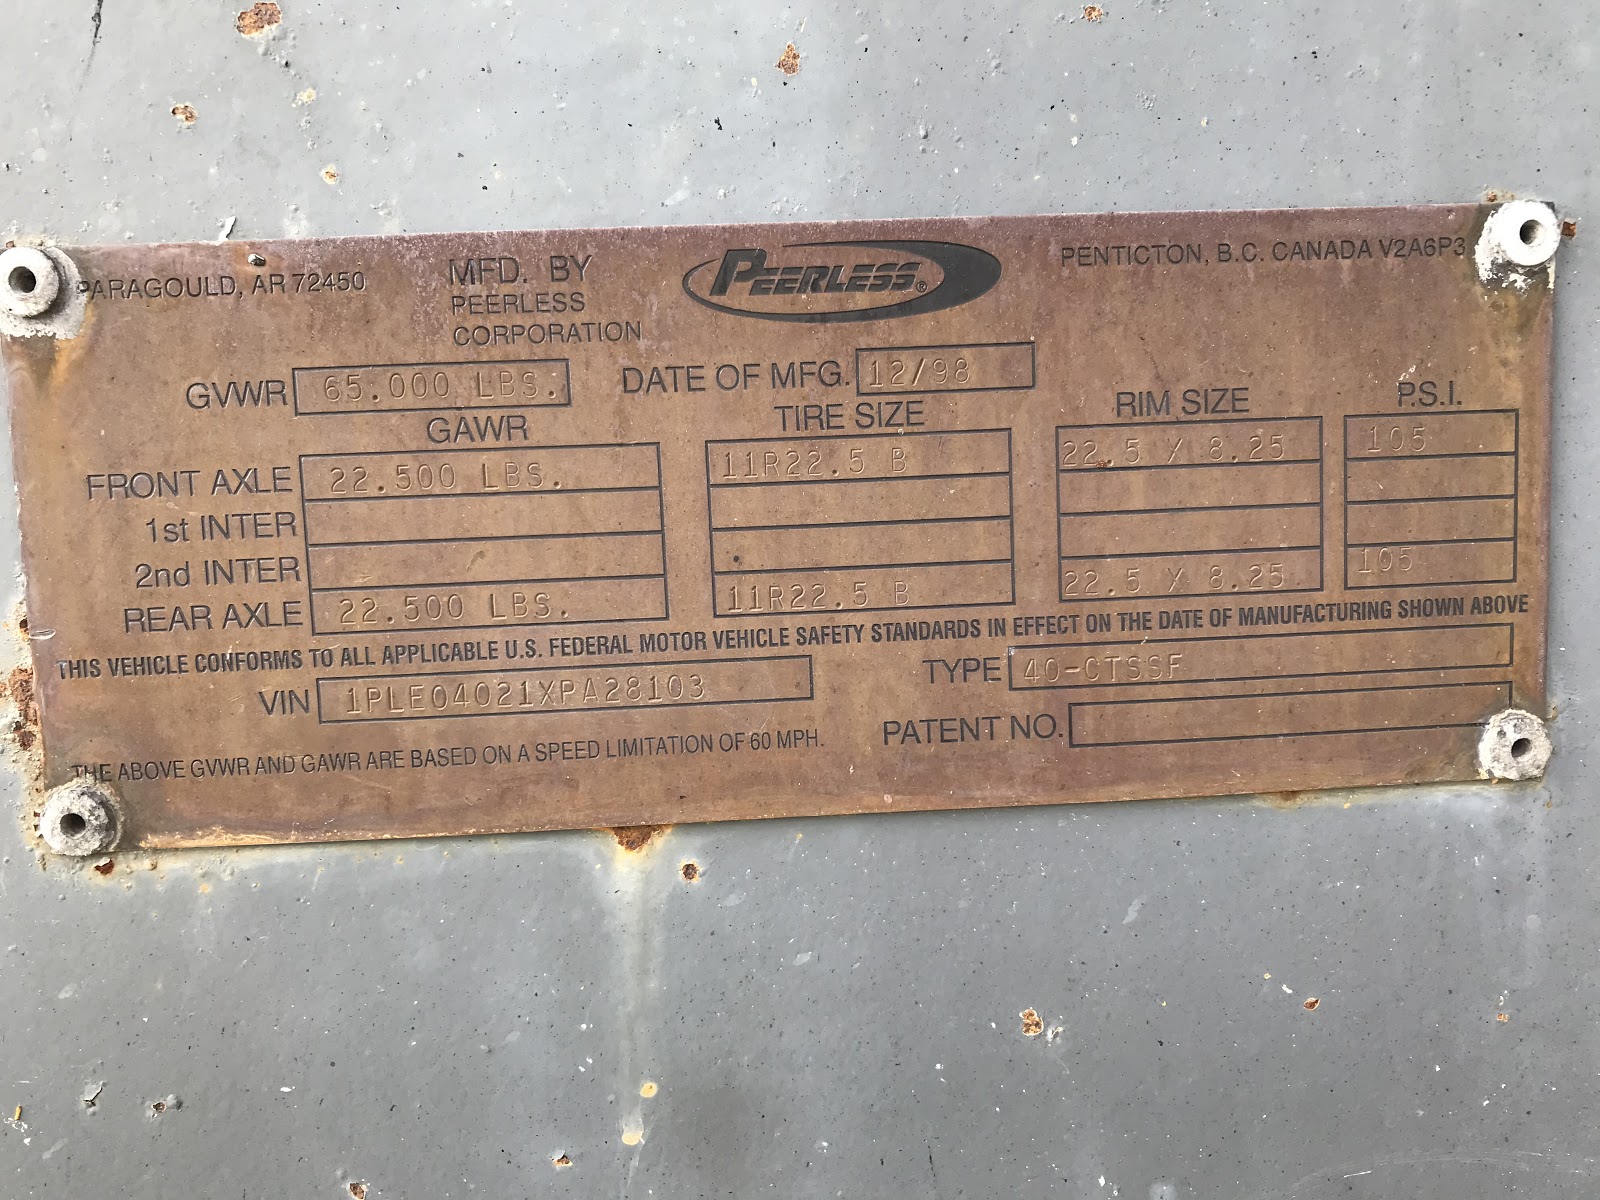 PARAGOULD, AR 72450
MFD. BY
PEERLESS
CORPORATION
PEERLESS®
PENTICTON, B.C. CANADA V2A6P3
GVWR 65.000 LBS. DATE OF MFG. 12/98
GAWR TIRE SIZE RIM SIZE P.S.I.
FRONT AXLE 22.500 LBS. 11R22.5 B 22.5 X 8.25 105
1st INTER
2nd INTER
REAR AXLE 22.500 LBS. 11R22.5 B 22.5 X 8.25 105
THIS VEHICLE CONFORMS TO ALL APPLICABLE U.S. FEDERAL MOTOR VEHICLE SAFETY STANDARDS IN EFFECT ON THE DATE OF MANUFACTURING SHOWN ABOVE
VIN 1PLE04021XPA28103 TYPE 40-CTSSF
PATENT NO.
THE ABOVE GVWR AND GAWR ARE BASED ON A SPEED LIMITATION OF 60 MPH.